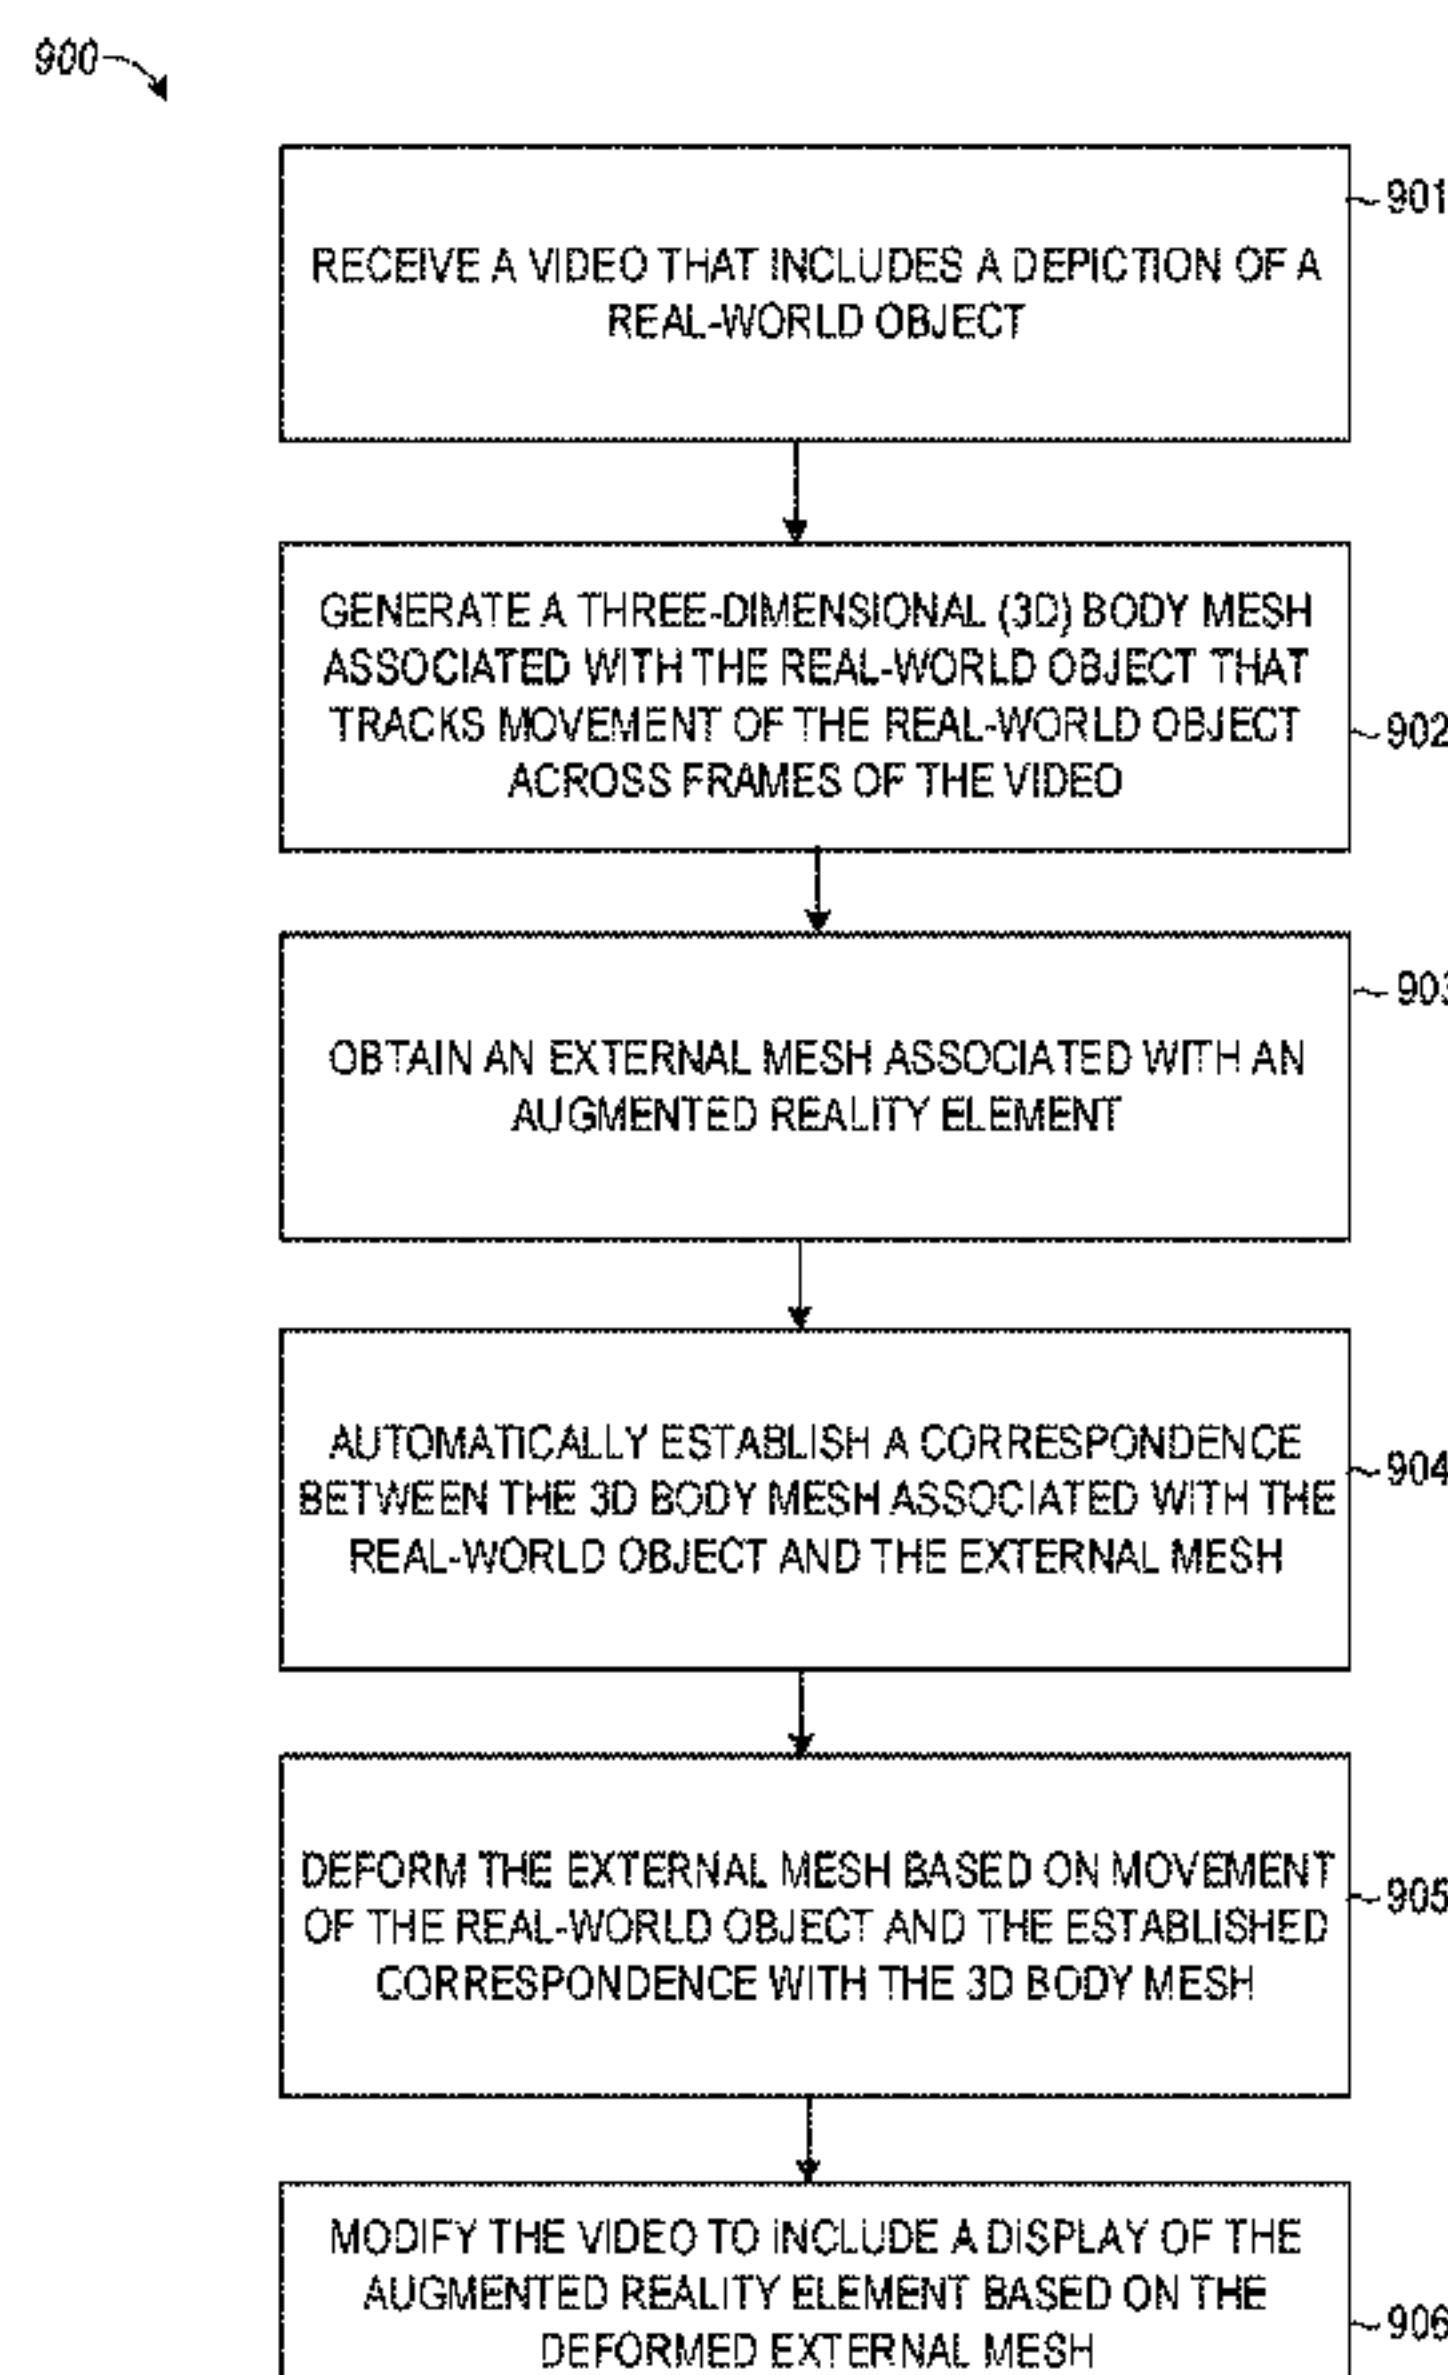 900
901
RECEIVE A VIDEO THAT INCLUDES A DEPICTION OF A
REAL-WORLD OBJECT
GENERATE A THREE-DIMENSIONAL (3D) BODY MESH
ASSOCIATED WITH THE REAL-WORLD OBJECT THAT
TRACKS MOVEMENT OF THE REAL-WORLD OBJECT
ACROSS FRAMES OF THE VIDEO
902
903
OBTAIN AN EXTERNAL MESH ASSOCIATED WITH AN
AUGMENTED REALITY ELEMENT
AUTOMATICALLY ESTABLISH A CORRESPONDENCE
BETWEEN THE 3D BODY MESH ASSOCIATED WITH THE
REAL-WORLD OBJECT AND THE EXTERNAL MESH
904
DEFORM THE EXTERNAL MESH BASED ON MOVEMENT
OF THE REAL-WORLD OBJECT AND THE ESTABLISHED
CORRESPONDENCE WITH THE 3D BODY MESH
905
MODIFY THE VIDEO TO INCLUDE A DISPLAY OF THE
AUGMENTED REALITY ELEMENT BASED ON THE
DEFORMED EXTERNAL MESH
906